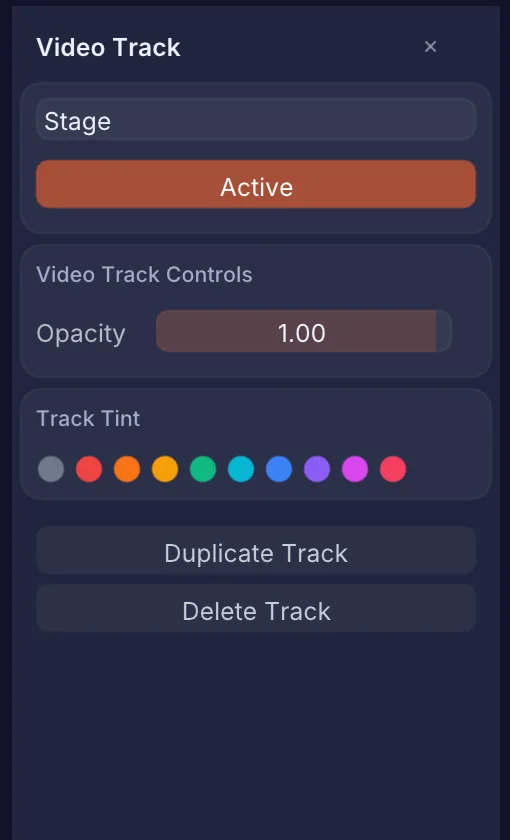 Video Track
×
Stage
Active
Video Track Controls
Opacity 1.00
Track Tint
Duplicate Track
Delete Track